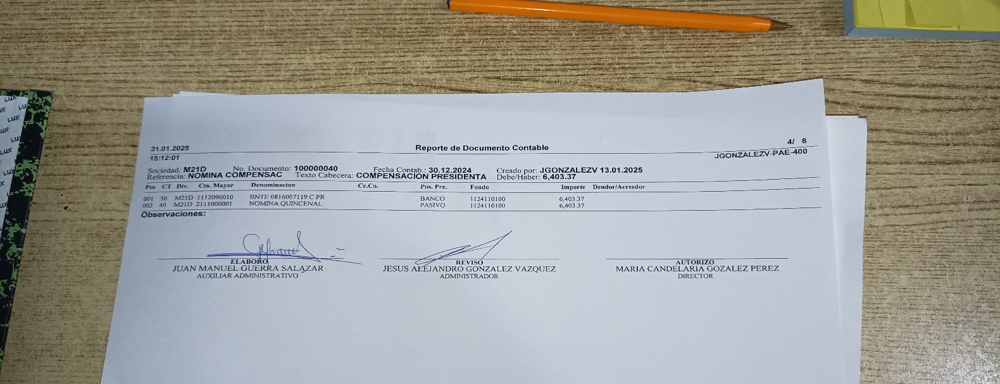 31.01.2025 Reporte de Documento Contable 4/ 8
15:12:01 JGONZALEZV-PAE-400
Sociedad: M21D No. Documento: 100000040 Fecha Contab.: 30.12.2024 Creado por: JGONZALEZV 13.01.2025
Referencia: NOMINA COMPENSAC Texto Cabecera: COMPENSACION PRESIDENTA Debe/Haber: 6,403.37
Pos CT Div. Cta. Mayor Denominacion Ce.Co. Pos. Pre. Fondo Importe Deudor/Acreedor
001 50 M21D 1112090010 BNTE 0816007119 C PR BANCO 1124110100 6,403.37
002 40 M21D 2111000001 NOMINA QUINCENAL PASIVO 1124110100 6,403.37
Observaciones:
ELABORO REVISO AUTORIZO
JUAN MANUEL GUERRA SALAZAR JESUS ALEJANDRO GONZALEZ VAZQUEZ MARIA CANDELARIA GOZALEZ PEREZ
AUXILIAR ADMINISTRATIVO ADMINISTRADOR DIRECTOR
LUX
LUX
LUX
LUX
LUX